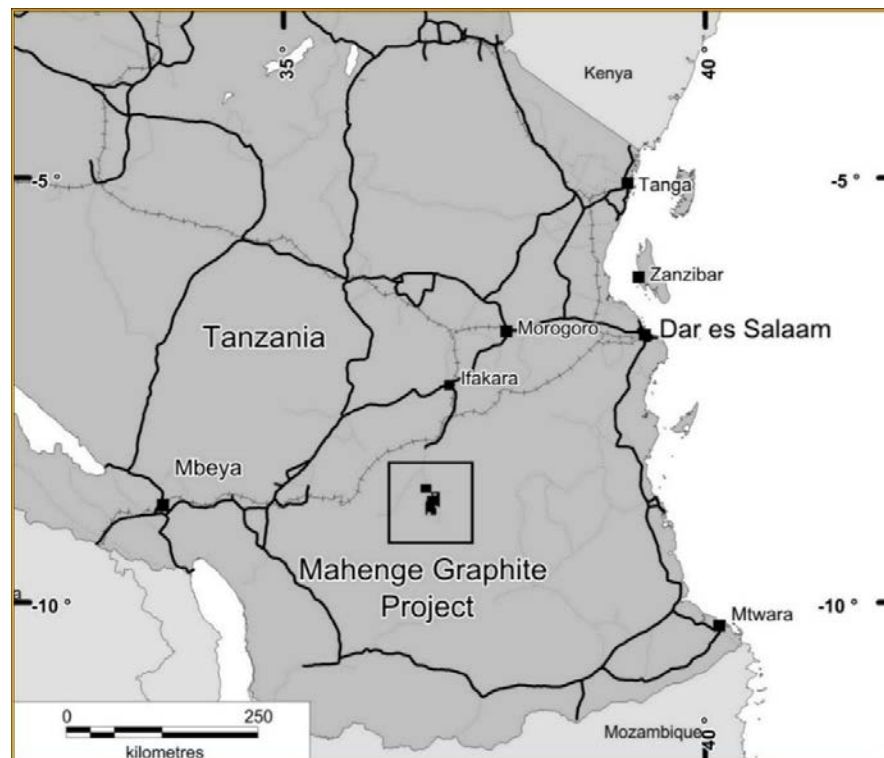 35 °
40 °
Kenya
-5 °
-5 °
Tanga
Zanzibar
Tanzania
Morogoro
Dar es Salaam
Ifakara
Mbeya
Mahenge Graphite
Project
-10 °
-10 °
Mtwara
0 250
kilometres
Mozambique
40 °